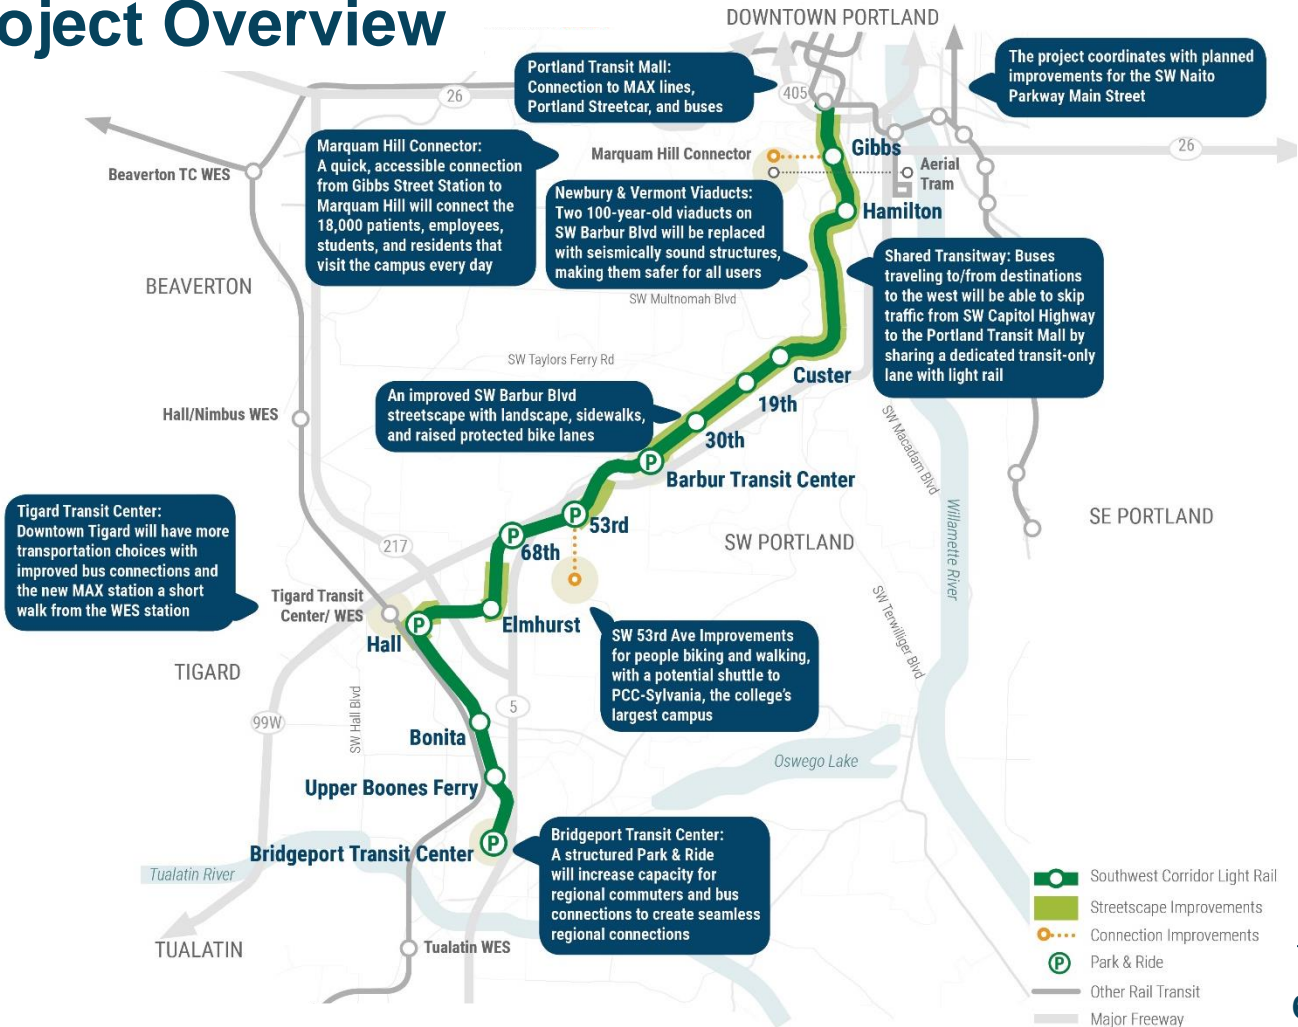 oject Overview
DOWNTOWN PORTLAND
Portland Transit Mall:
Connection to MAX lines,
Portland Streetcar, and buses
The project coordinates with planned
improvements for the SW Naito
Parkway Main Street
26
405
Marquam Hill Connector:
A quick, accessible connection
from Gibbs Street Station to
Marquam Hill will connect the
18,000 patients, employees,
students, and residents that
visit the campus every day
Marquam Hill Connector
Gibbs
26
Aerial
Tram
Beaverton TC WES
Newbury & Vermont Viaducts:
Two 100-year-old viaducts on
SW Barbur Blvd will be replaced
with seismically sound structures,
making them safer for all users
Hamilton
Shared Transitway: Buses
traveling to/from destinations
to the west will be able to skip
traffic from SW Capitol Highway
to the Portland Transit Mall by
sharing a dedicated transit-only
lane with light rail
BEAVERTON
SW Multnomah Blvd
SW Taylors Ferry Rd
Custer
An improved SW Barbur Blvd
streetscape with landscape, sidewalks,
and raised protected bike lanes
19th
Hall/Nimbus WES
30th
SW Macadam Blvd
P
Barbur Transit Center
Tigard Transit Center:
Downtown Tigard will have more
transportation choices with
improved bus connections and
the new MAX station a short
walk from the WES station
P
53rd
P
68th
217
SW PORTLAND
Willamette River
SE PORTLAND
Tigard Transit
Center/ WES
P
Hall
Elmhurst
SW Terwilliger Blvd
SW 53rd Ave Improvements
for people biking and walking,
with a potential shuttle to
PCC-Sylvania, the college's
largest campus
TIGARD
99W
SW Hall Blvd
5
Bonita
Oswego Lake
Upper Boones Ferry
P
Bridgeport Transit Center
Bridgeport Transit Center:
A structured Park & Ride
will increase capacity for
regional commuters and bus
connections to create seamless
regional connections
Tualatin River
TUALATIN
Tualatin WES
Southwest Corridor Light Rail
Streetscape Improvements
Connection Improvements
P
Park & Ride
Other Rail Transit
Major Freeway